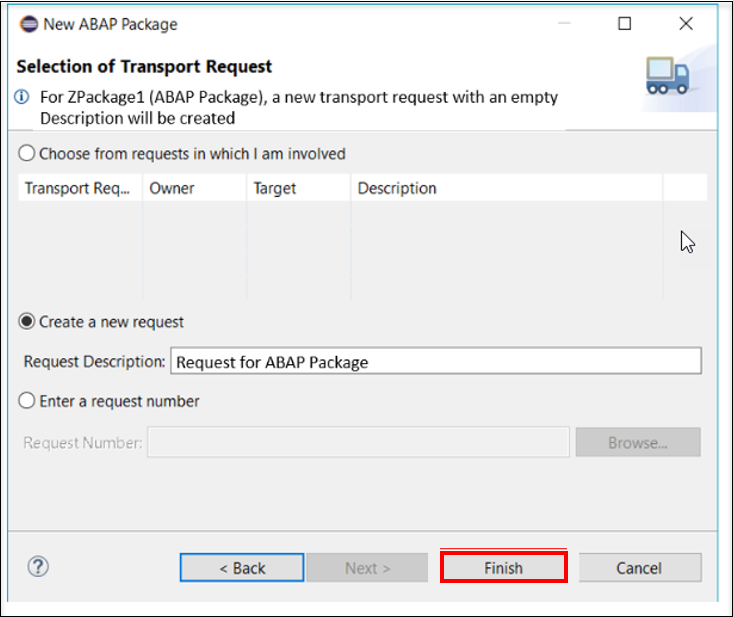 New ABAP Package
Selection of Transport Request
For ZPackage1 (ABAP Package), a new transport request with an empty
Description will be created
Choose from requests in which I am involved
Transport Req... Owner Target Description
Create a new request
Request Description: Request for ABAP Package
Enter a request number
Request Number: Browse...
? < Back Next > Finish Cancel